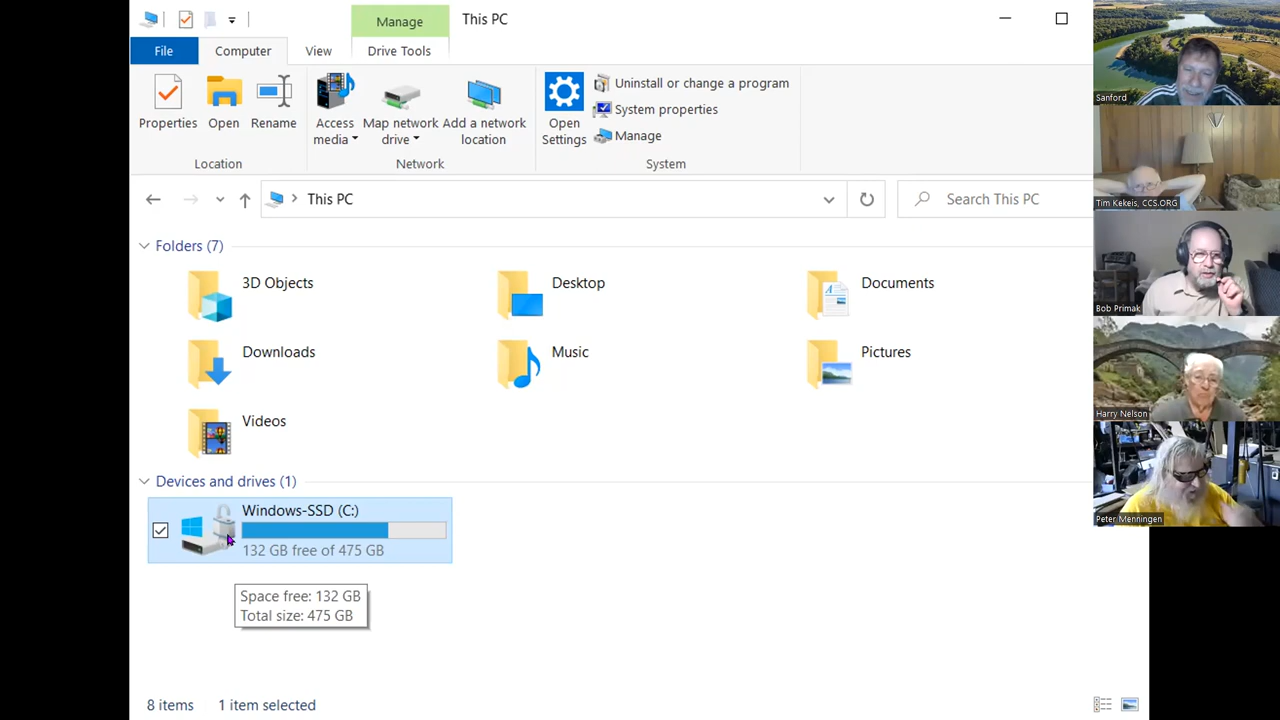 Manage
This PC
File
Computer
View
Drive Tools
Properties
Open
Rename
Access media
Map network drive
Add a network location
Open Settings
Uninstall or change a program
System properties
Manage
Location
Network
System
This PC
Search This PC
Folders (7)
3D Objects
Desktop
Documents
Downloads
Music
Pictures
Videos
Devices and drives (1)
Windows-SSD (C:)
132 GB free of 475 GB
Space free: 132 GB
Total size: 475 GB
8 items
1 item selected
Sanford
Tim Kekeis, CCS.ORG
Bob Primak
Harry Nelson
Peter Menningen